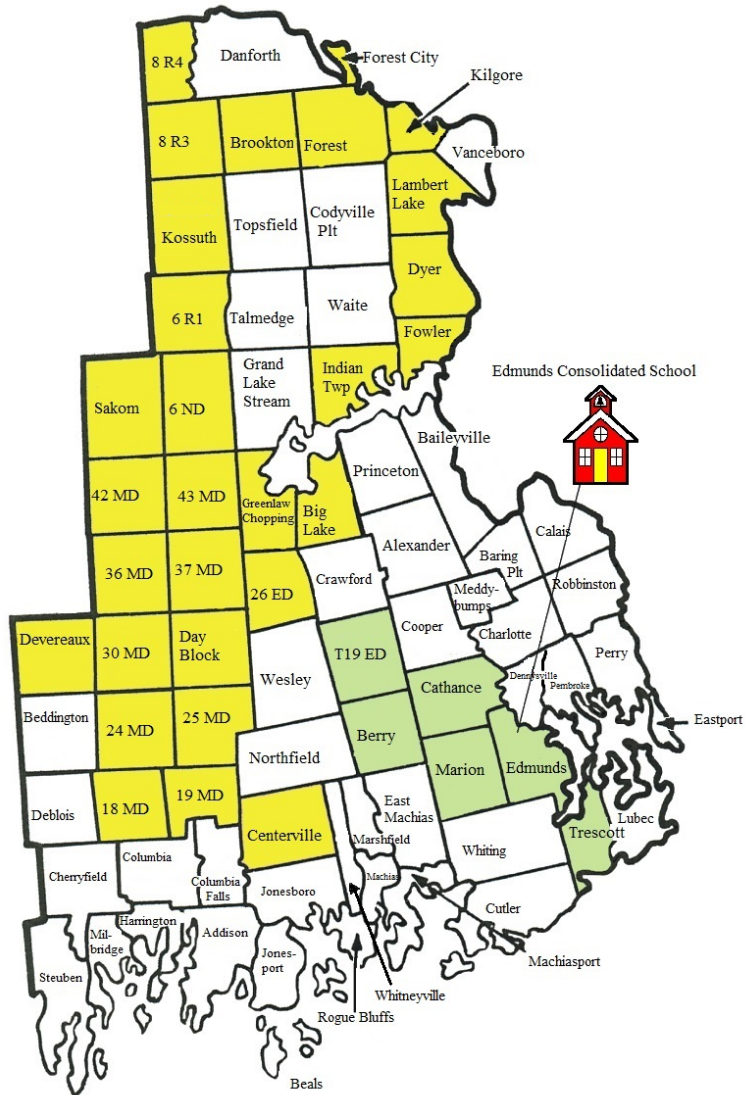 8 R4
Danforth
Forest City
Kilgore
8 R3
Brookton
Forest
Vanceboro
Lambert
Lake
Kossuth
Topsfield
Codyville
Plt
Dyer
6 R1
Talmedge
Waite
Fowler
Grand
Lake
Stream
Indian
Twp
Edmunds Consolidated School
Sakom
6 ND
Baileyville
Princeton
42 MD
43 MD
Greenlaw
Chopping
Big
Lake
Calais
Alexander
Baring
Plt
36 MD
37 MD
26 ED
Crawford
Meddy-
bumps
Robbinston
Devereaux
30 MD
Day
Block
T19 ED
Cooper
Charlotte
Wesley
Perry
Dennysville
Pembroke
Cathance
Beddington
24 MD
25 MD
Berry
Eastport
Northfield
Marion
Edmunds
Deblois
18 MD
19 MD
East
Machias
Centerville
Marshfield
Trescott
Lubec
Whiting
Columbia
Cherryfield
Columbia
Falls
Jonesboro
Machias
Cutler
Harrington
Mil-
bridge
Addison
Jones-
port
Machiasport
Steuben
Whitneyville
Rogue Bluffs
Beals